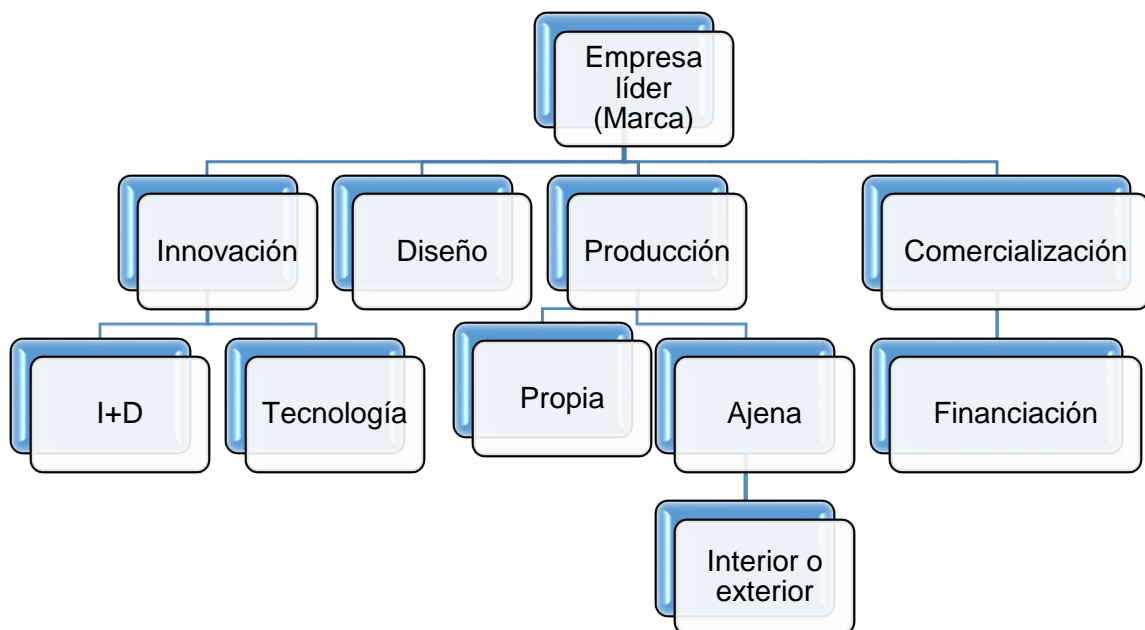 Empresa
líder
(Marca)
Innovación
Diseño
Producción
Comercialización
I+D
Tecnología
Propia
Ajena
Financiación
Interior o
exterior